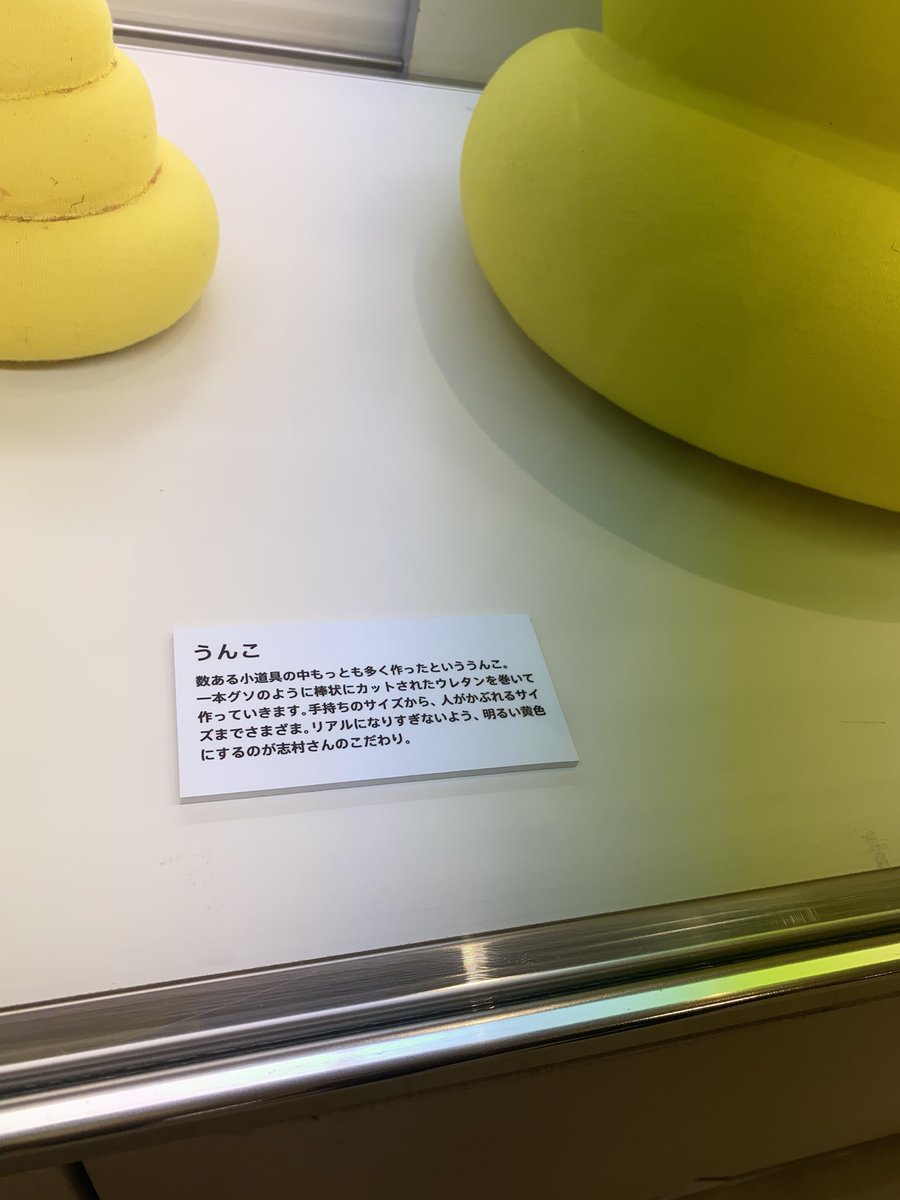 うんこ
数ある小道具の中もっとも多く作ったといううんこ。
一本グソのように棒状にカットされたウレタンを巻いて
作っていきます。手持ちのサイズから、人がかぶれるサイ
ズまでさまざま。リアルになりすぎないよう、明るい黄色
にするのが志村さんのこだわり。